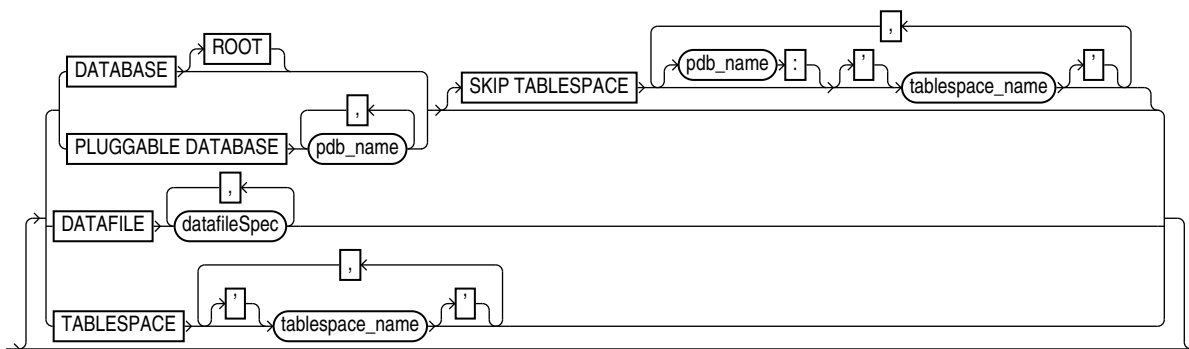 ,
ROOT
DATABASE
pdb_name : ' '
SKIP TABLESPACE
tablespace_name
,
PLUGGABLE DATABASE pdb_name
,
DATAFILE datafileSpec
,
' '
TABLESPACE tablespace_name